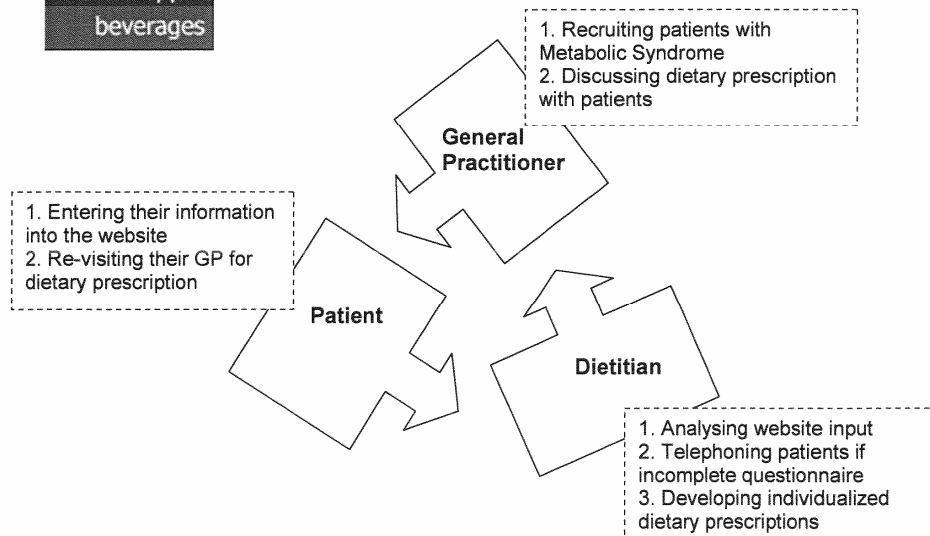 beverages
1. Recruiting patients with
Metabolic Syndrome
2. Discussing dietary prescription
with patients
General
Practitioner
1. Entering their information
into the website
2. Re-visiting their GP for
dietary prescription
Patient
Dietitian
1. Analysing website input
2. Telephoning patients if
incomplete questionnaire
3. Developing individualized
dietary prescriptions